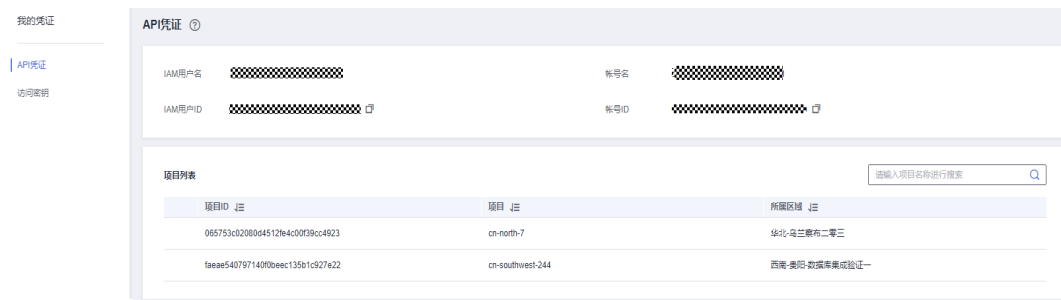 我的凭证
API凭证
访问密钥
API凭证
IAM用户名
帐号名
IAM用户ID
帐号ID
项目列表
请输入项目名称进行搜索
项目ID 项目 所属区域
065753c02080d4512fe4c00f39cc4923 cn-north-7 华北-乌兰察布二零三
faeae540797140f0beec135b1c927e22 cn-southwest-244 西南-贵阳-数据库集成验证一